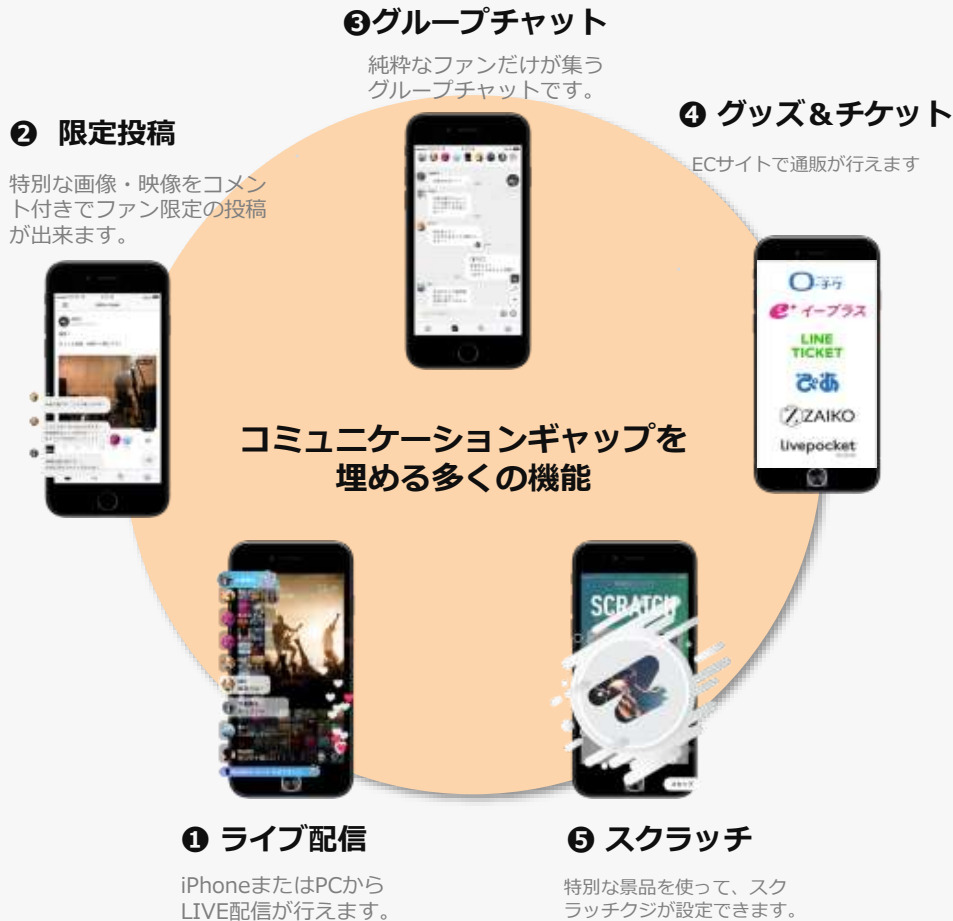 ❸グループチャット
純粋なファンだけが集う
グループチャットです。
❷ 限定投稿
特別な画像・映像をコメン
ト付きでファン限定の投稿
が出来ます。
❹ グッズ＆チケット
ECサイトで通販が行えます
ローチケ
e+ イープラス
LINE
TICKET
ぴあ
ZAIKO
livepocket
コミュニケーションギャップを
埋める多くの機能
SCRATCH
❶ ライブ配信
iPhoneまたはPCから
LIVE配信が行えます。
❺ スクラッチ
特別な景品を使って、スク
ラッチクジが設定できます。